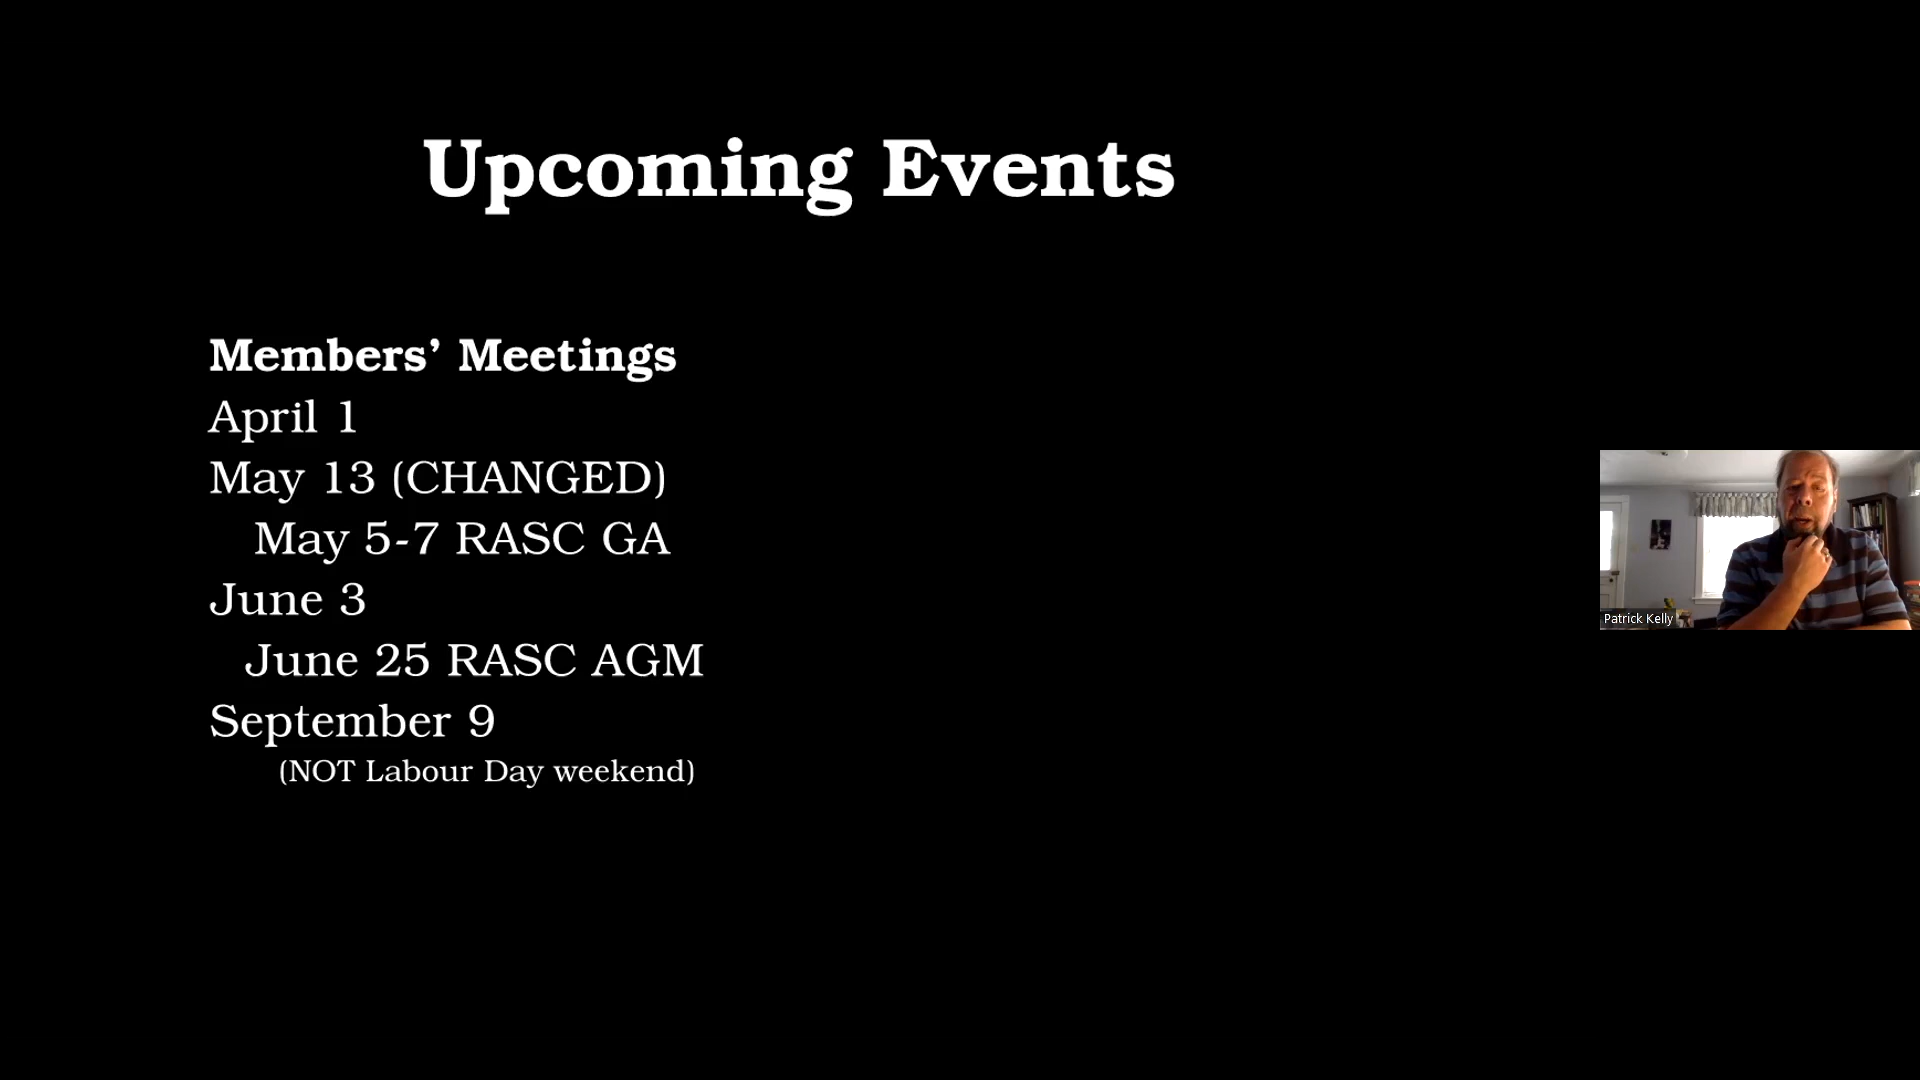 Upcoming Events
Members’ Meetings
April 1
May 13 (CHANGED)
May 5-7 RASC GA
June 3
June 25 RASC AGM
September 9
(NOT Labour Day weekend)
Patrick Kelly